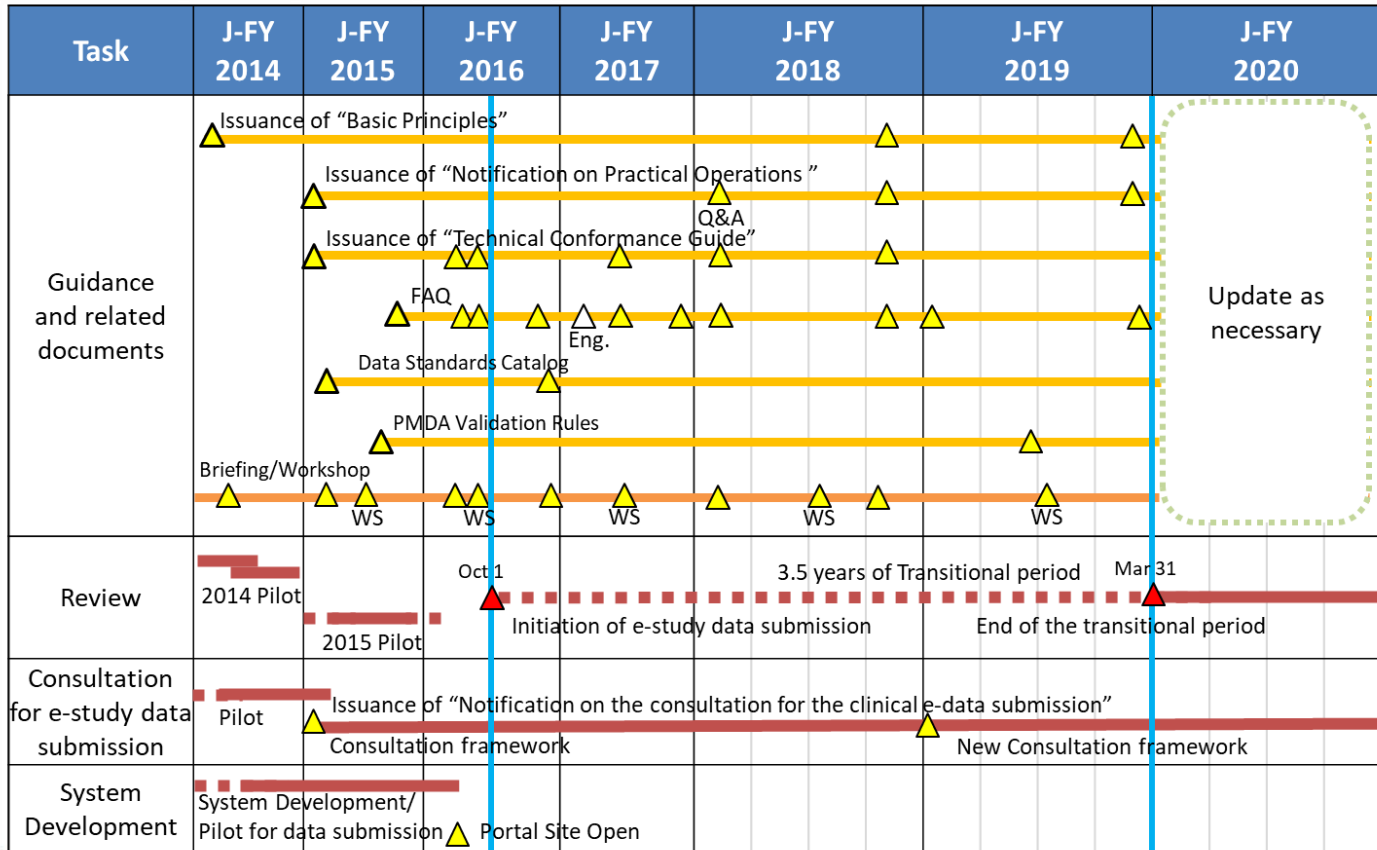 Task
J-FY
2014
J-FY
2015
J-FY
2016
J-FY
2017
J-FY
2018
J-FY
2019
J-FY
2020
Guidance
and related
documents
Issuance of “Basic Principles”
Issuance of “Notification on Practical Operations ”
Q&A
Issuance of “Technical Conformance Guide”
FAQ
Eng.
Data Standards Catalog
PMDA Validation Rules
Briefing/Workshop
WS
WS
WS
WS
WS
Update as
necessary
Review
2014 Pilot
2015 Pilot
Oct 1
3.5 years of Transitional period
Mar 31
Initiation of e-study data submission
End of the transitional period
Consultation
for e-study data
submission
Pilot
Issuance of “Notification on the consultation for the clinical e-data submission”
Consultation framework
New Consultation framework
System
Development
System Development/
Pilot for data submission
Portal Site Open